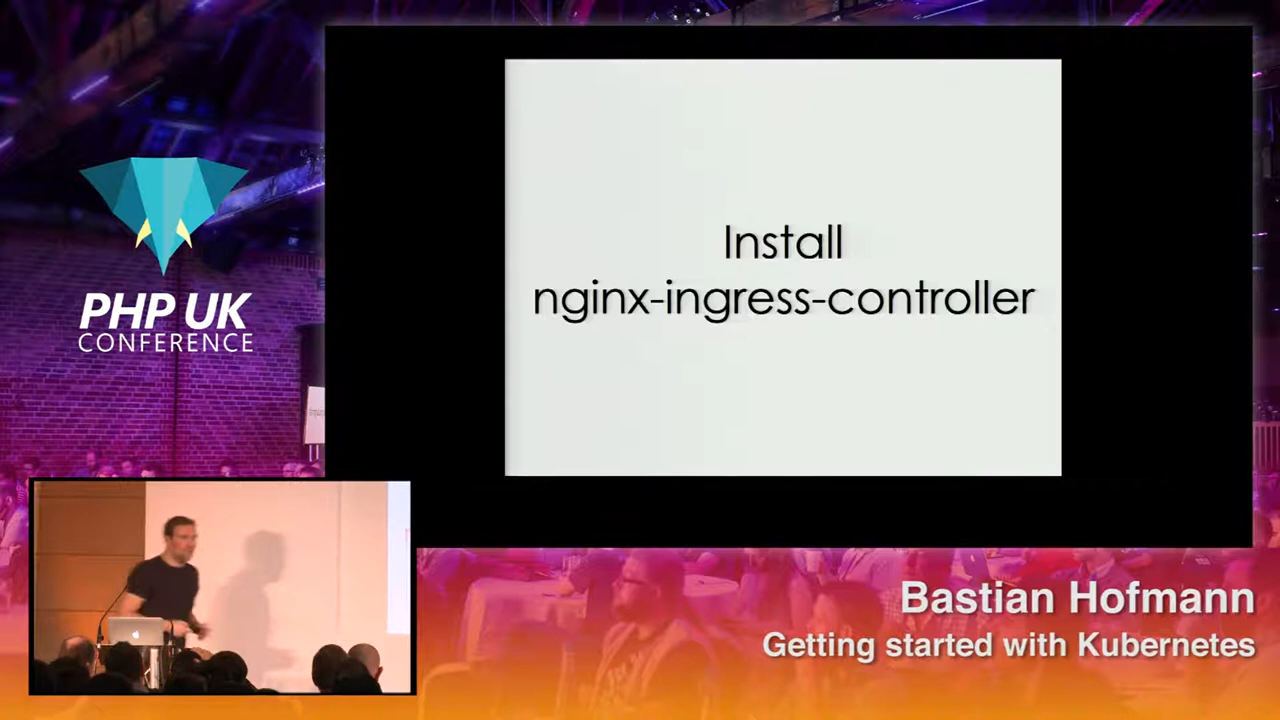 Install
nginx-ingress-controller
PHP UK
CONFERENCE
Bastian Hofmann
Getting started with Kubernetes